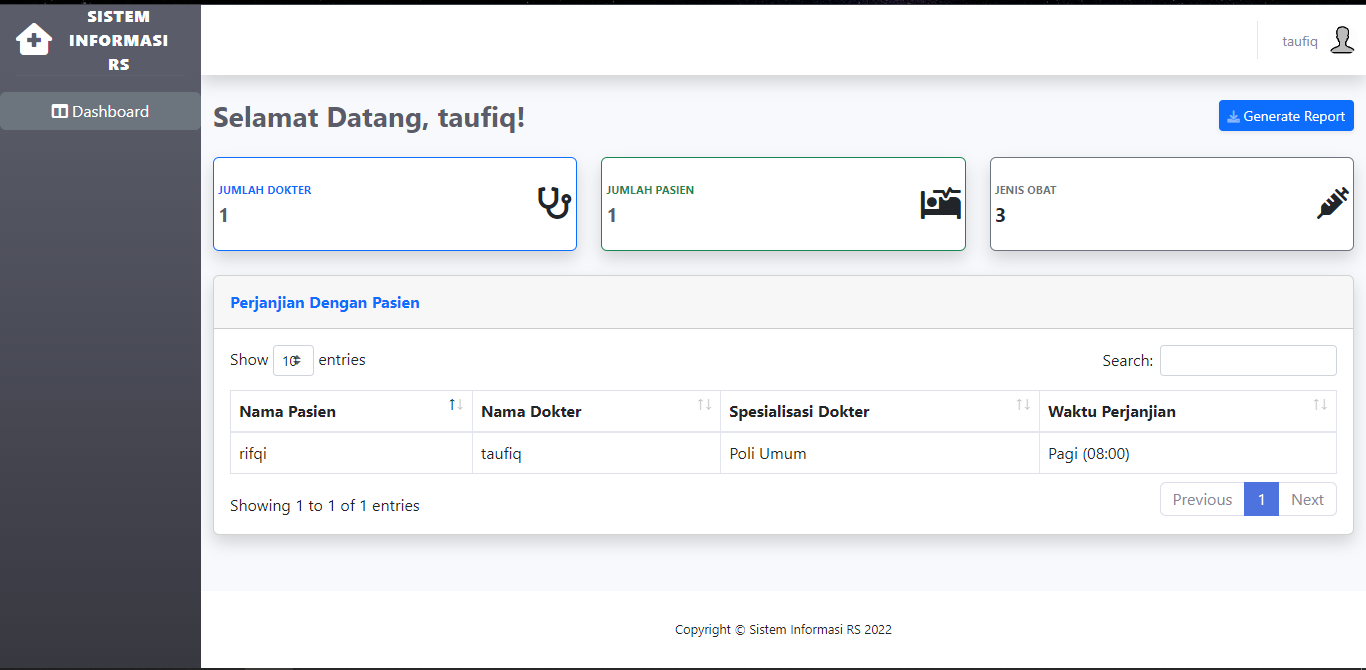 SISTEM
INFORMASI
RS
taufiq
Dashboard
Selamat Datang, taufiq!
Generate Report
JUMLAH DOKTER
1
JUMLAH PASIEN
1
JENIS OBAT
3
Perjanjian Dengan Pasien
Show 10 entries
Search:
Nama Pasien Nama Dokter Spesialisasi Dokter Waktu Perjanjian
rifqi taufiq Poli Umum Pagi (08:00)
Showing 1 to 1 of 1 entries
Previous 1 Next
Copyright © Sistem Informasi RS 2022